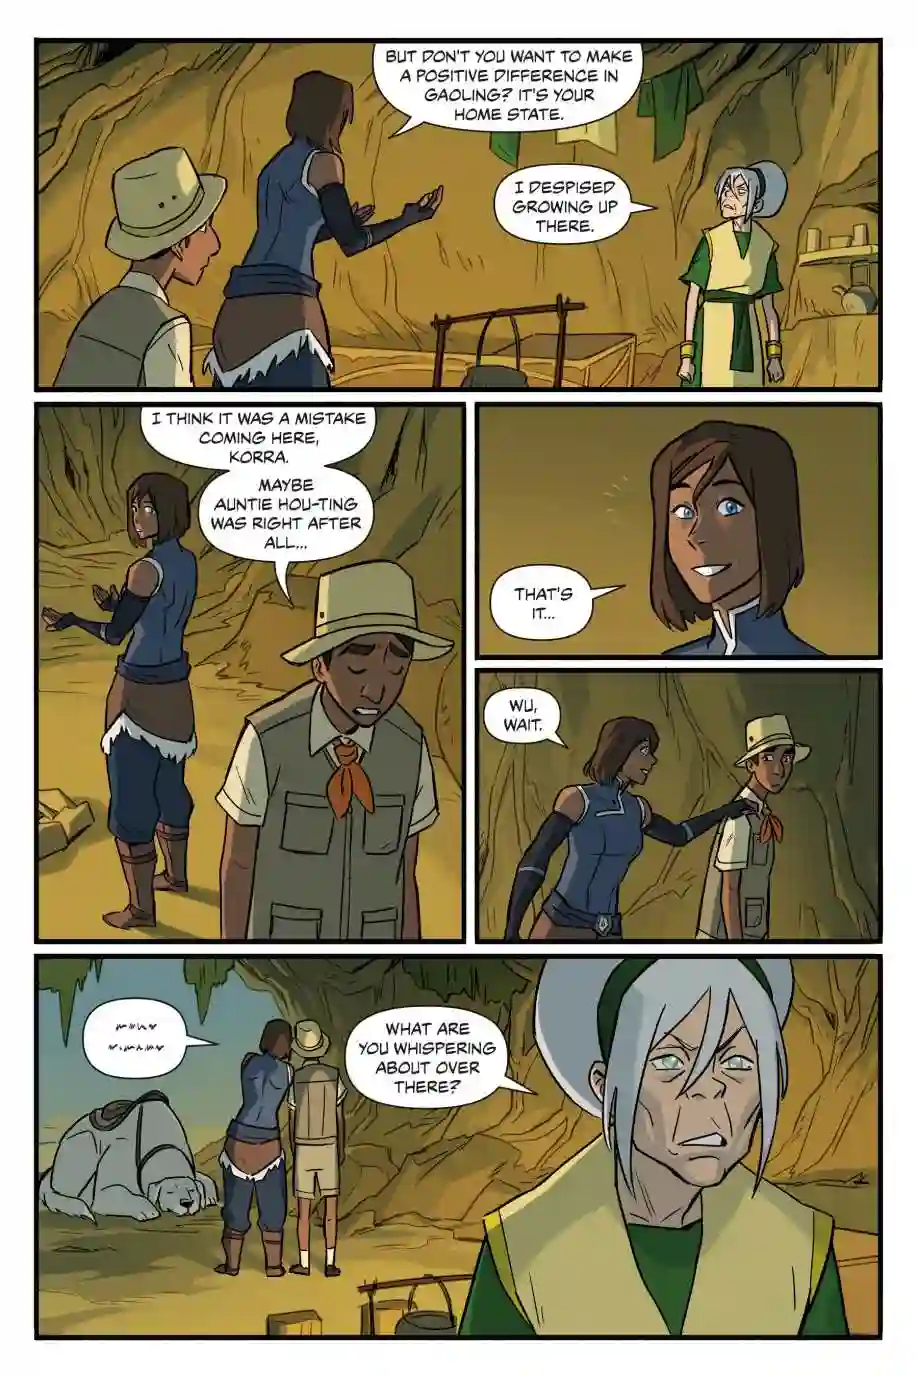 BUT DON'T YOU WANT TO MAKE
A POSITIVE DIFFERENCE IN
GAOLING? IT'S YOUR
HOME STATE.
I DESPISED
GROWING UP
THERE.
I THINK IT WAS A MISTAKE
COMING HERE,
KORRA.
MAYBE
AUNTIE HOU-TING
WAS RIGHT AFTER
ALL...
THAT'S
IT...
WU,
WAIT.
WHAT ARE
YOU WHISPERING
ABOUT OVER
THERE?